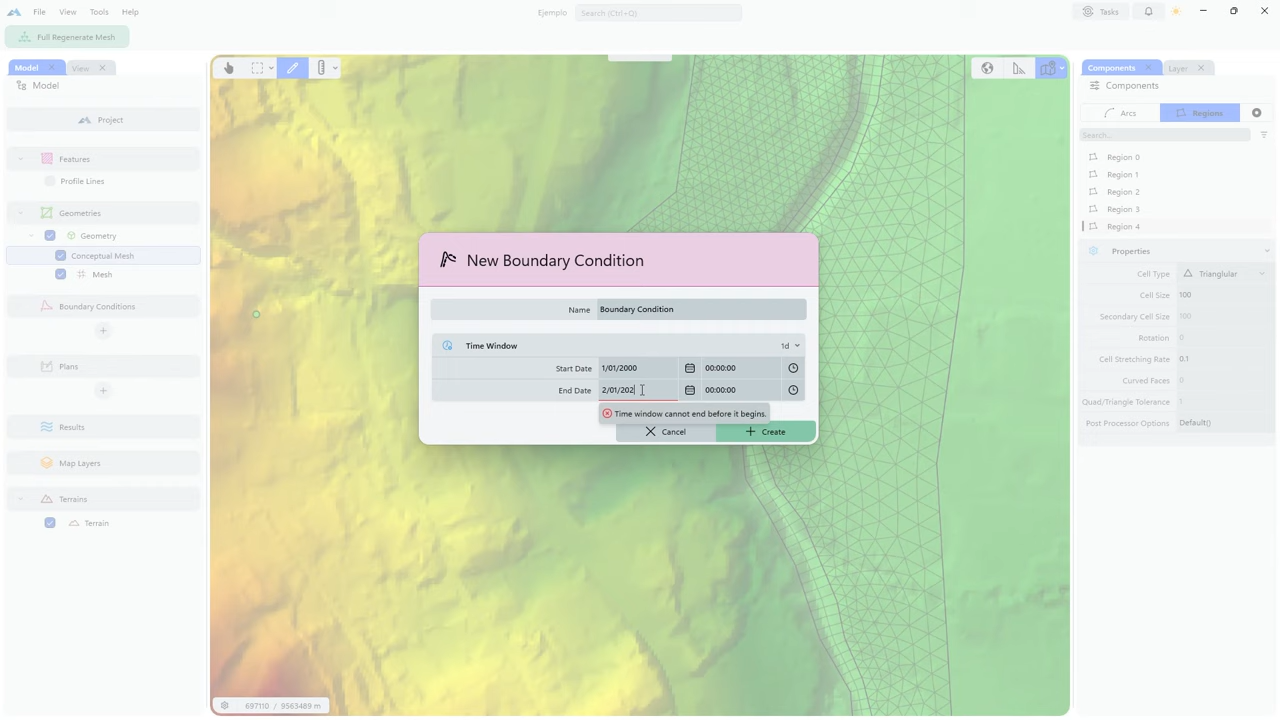 File View Tools Help Ejemplo Search (Ctrl+Q) Tasks
Full Regenerate Mesh
Model View
Model
Project
Features
Profile Lines
Geometries
Geometry
Conceptual Mesh
Mesh
Boundary Conditions
Plans
Results
Map Layers
Terrains
Terrain
New Boundary Condition
Name Boundary Condition
Time Window 1d
Start Date 1/01/2000 00:00:00
End Date 2/01/202 00:00:00
Time window cannot end before it begins.
Cancel Create
697110 / 9563489 m
Components Layer
Components
Arcs Regions
Search...
Region 0
Region 1
Region 2
Region 3
Region 4
Properties
Cell Type Trianglular
Cell Size 100
Secondary Cell Size 100
Rotation 0
Cell Stretching Rate 0.1
Curved Faces 0
Quad/Triangle Tolerance 1
Post Processor Options Default()